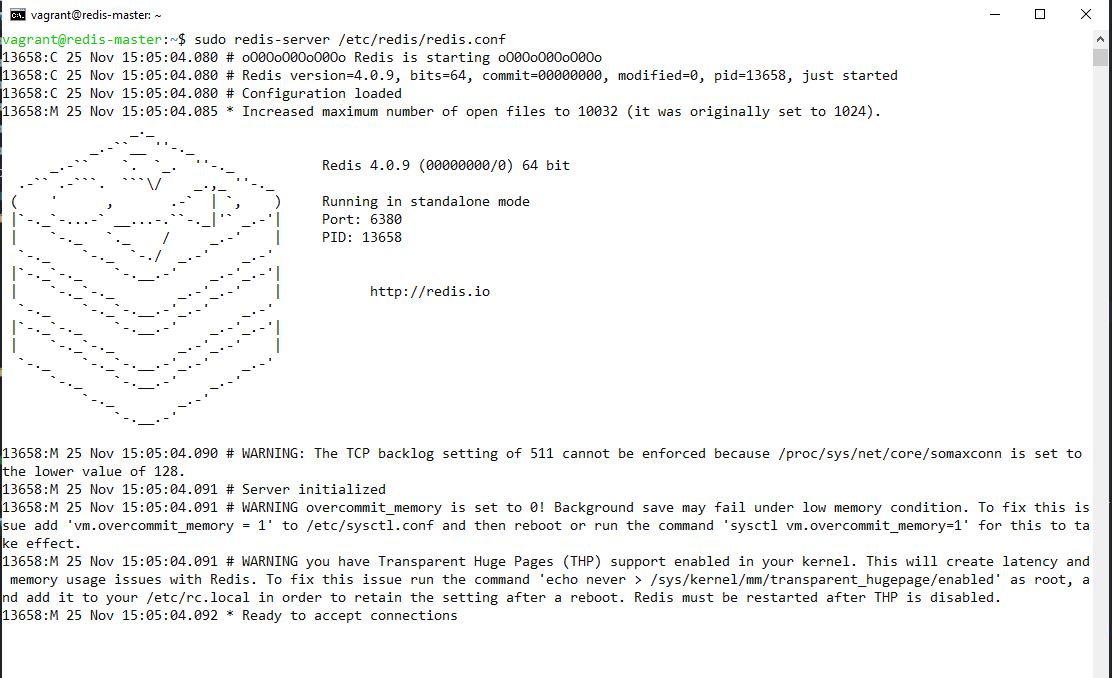 vagrant@redis-master: ~
vagrant@redis-master:~$ sudo redis-server /etc/redis/redis.conf
13658:C 25 Nov 15:05:04.080 # oO0OoO0OoO0Oo Redis is starting oO0OoO0OoO0Oo
13658:C 25 Nov 15:05:04.080 # Redis version=4.0.9, bits=64, commit=00000000, modified=0, pid=13658, just started
13658:C 25 Nov 15:05:04.080 # Configuration loaded
13658:M 25 Nov 15:05:04.085 * Increased maximum number of open files to 10032 (it was originally set to 1024).
Redis 4.0.9 (00000000/0) 64 bit
Running in standalone mode
Port: 6380
PID: 13658
http://redis.io
13658:M 25 Nov 15:05:04.090 # WARNING: The TCP backlog setting of 511 cannot be enforced because /proc/sys/net/core/somaxconn is set to
the lower value of 128.
13658:M 25 Nov 15:05:04.091 # Server initialized
13658:M 25 Nov 15:05:04.091 # WARNING overcommit_memory is set to 0! Background save may fail under low memory condition. To fix this is
sue add 'vm.overcommit_memory = 1' to /etc/sysctl.conf and then reboot or run the command 'sysctl vm.overcommit_memory=1' for this to ta
ke effect.
13658:M 25 Nov 15:05:04.091 # WARNING you have Transparent Huge Pages (THP) support enabled in your kernel. This will create latency and
 memory usage issues with Redis. To fix this issue run the command 'echo never > /sys/kernel/mm/transparent_hugepage/enabled' as root, a
nd add it to your /etc/rc.local in order to retain the setting after a reboot. Redis must be restarted after THP is disabled.
13658:M 25 Nov 15:05:04.092 * Ready to accept connections